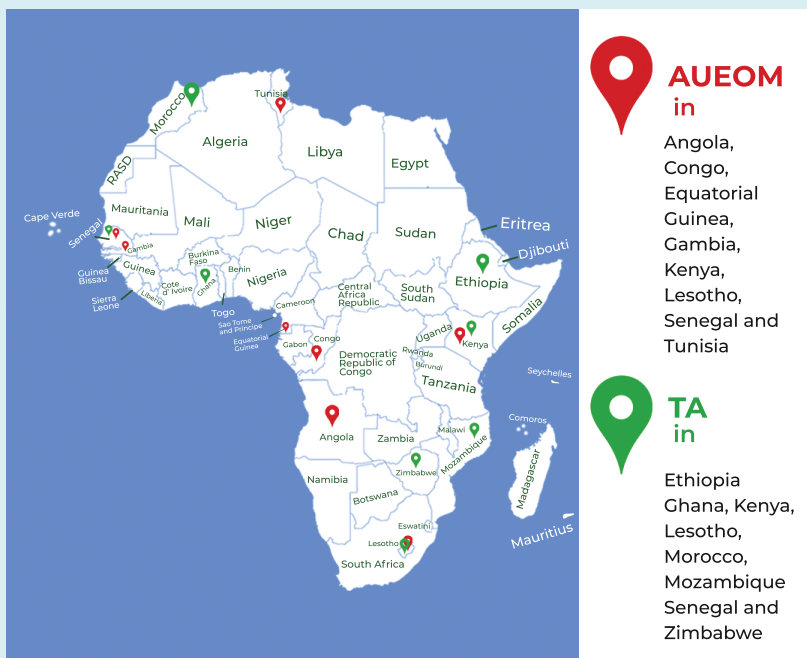 Tunisia
Morocco
Algeria
Libya
Egypt
RASD
Mauritania
Mali
Niger
Chad
Sudan
Eritrea
Djibouti
Cape Verde
Senegal
Gambia
Guinea
Bissau
Guinea
Sierra
Leone
Liberia
Cote
d' Ivoire
Burkina
Faso
Ghana
Togo
Benin
Nigeria
Cameroon
Central
Africa
Republic
South
Sudan
Ethiopia
Somalia
Sao Tome
and Principe
Equatorial
Guinea
Gabon
Congo
Democratic
Republic of
Congo
Uganda
Kenya
Rwanda
Burundi
Tanzania
Seychelles
Comoros
Angola
Zambia
Malawi
Mozambique
Zimbabwe
Madagascar
Mauritius
Namibia
Botswana
Eswatini
Lesotho
South Africa
AUEOM
in
Angola,
Congo,
Equatorial
Guinea,
Gambia,
Kenya,
Lesotho,
Senegal and
Tunisia
TA
in
Ethiopia
Ghana, Kenya,
Lesotho,
Morocco,
Mozambique
Senegal and
Zimbabwe